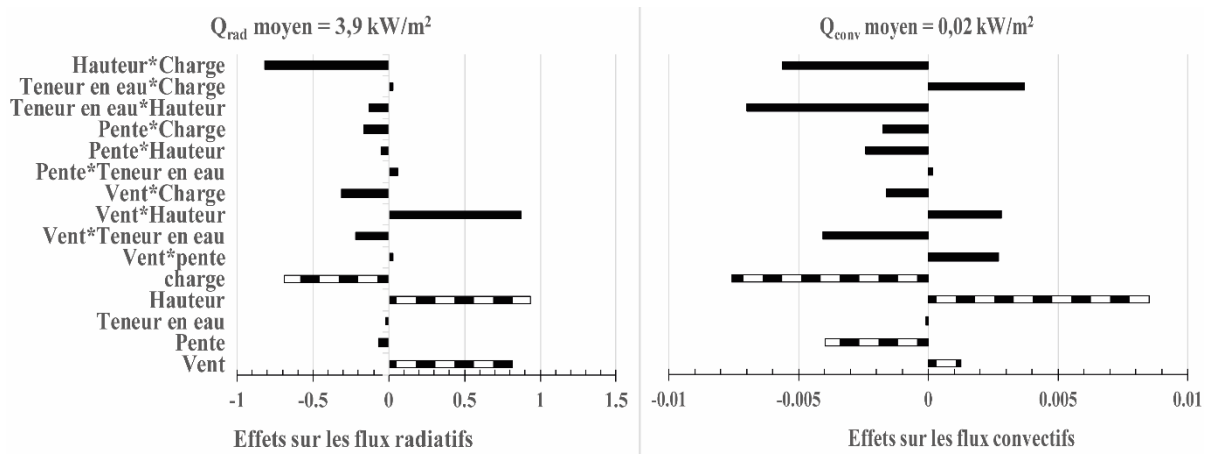 Q_rad moyen = 3,9 kW/m²
Q_conv moyen = 0,02 kW/m²
Hauteur*Charge
Teneur en eau*Charge
Teneur en eau*Hauteur
Pente*Charge
Pente*Hauteur
Pente*Teneur en eau
Vent*Charge
Vent*Hauteur
Vent*Teneur en eau
Vent*pente
charge
Hauteur
Teneur en eau
Pente
Vent
-1 -0.5 0 0.5 1 1.5
-0.01 -0.005 0 0.005 0.01
Effets sur les flux radiatifs
Effets sur les flux convectifs